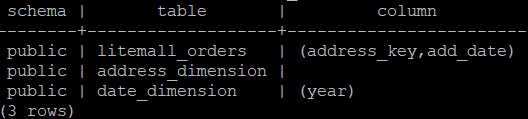 schema | table | column
--------+-------------------+--------------------------
public | litemall_orders | (address_key,add_date)
public | address_dimension |
public | date_dimension | (year)
(3 rows)